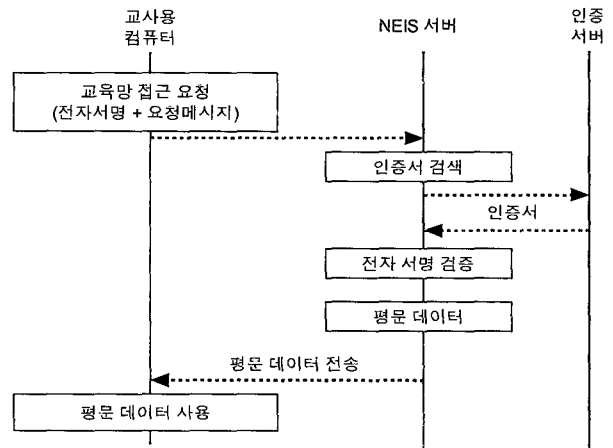 교사용
컴퓨터
NEIS 서버
인증
서버
교육망 접근 요청
(전자서명 + 요청메시지)
인증서 검색
인증서
전자 서명 검증
평문 데이터
평문 데이터 전송
평문 데이터 사용